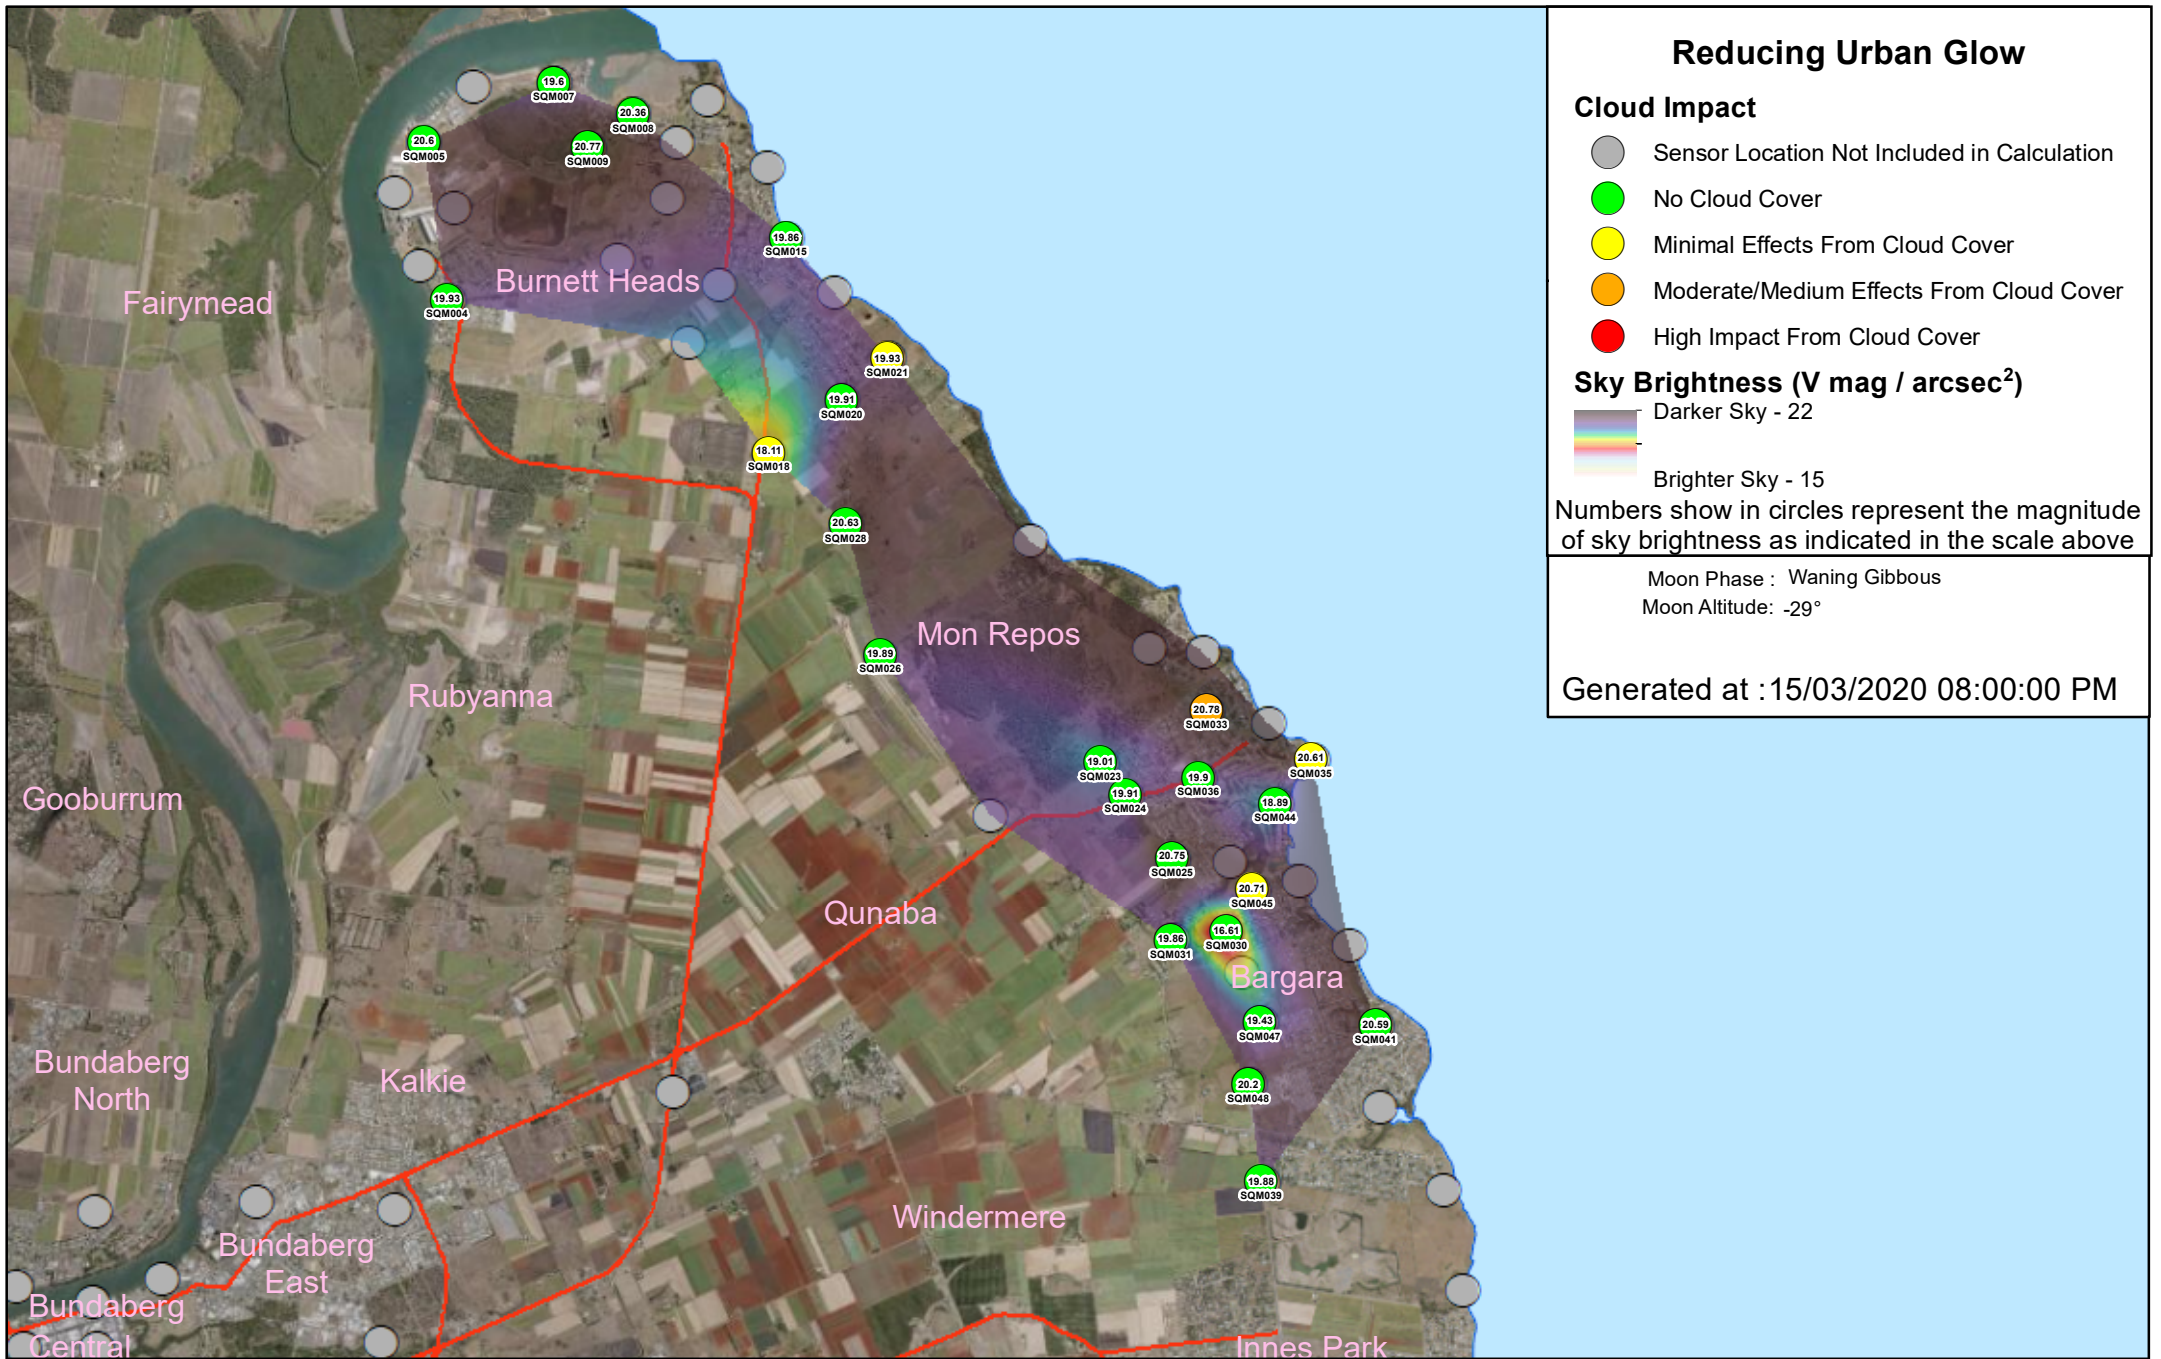 Reducing Urban Glow
Cloud Impact
Sensor Location Not Included in Calculation
No Cloud Cover
Minimal Effects From Cloud Cover
Moderate/Medium Effects From Cloud Cover
High Impact From Cloud Cover
Sky Brightness (V mag / arcsec²)
Darker Sky - 22
Brighter Sky - 15
Numbers show in circles represent the magnitude
of sky brightness as indicated in the scale above
Moon Phase : Waning Gibbous
Moon Altitude: -29°
Generated at :15/03/2020 08:00:00 PM
19.6
SQM007
20.36
SQM008
20.6
SQM005
20.77
SQM009
19.86
SQM015
Burnett Heads
Fairymead
19.93
SQM004
19.93
SQM021
19.91
SQM020
18.11
SQM018
20.63
SQM028
Mon Repos
19.89
SQM026
Rubyanna
20.78
SQM033
19.01
SQM023
20.61
SQM035
19.9
SQM036
19.91
SQM024
18.89
SQM044
Gooburrum
20.75
SQM025
20.71
SQM045
Qunaba
16.61
SQM030
19.86
SQM031
Bargara
19.43
SQM047
20.59
SQM041
Bundaberg
North
Kalkie
20.2
SQM048
19.88
SQM039
Windermere
Bundaberg
East
Bundaberg
Central
Innes Park